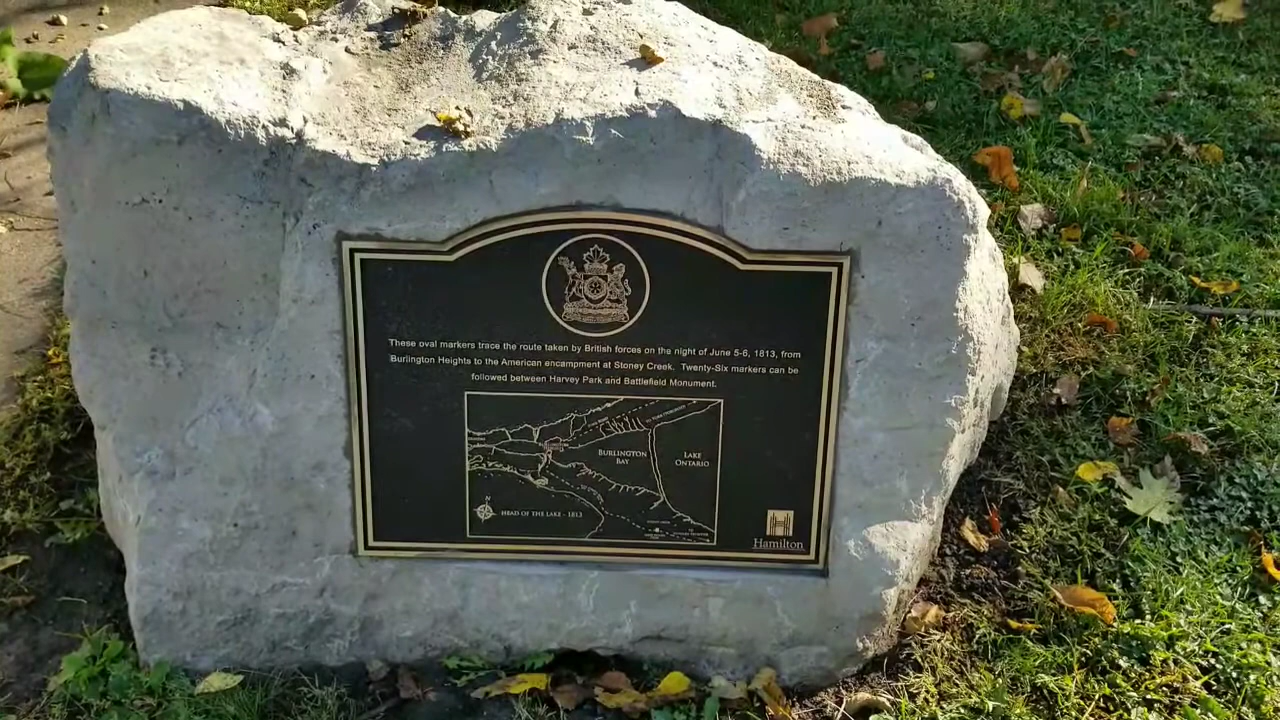 These oval markers trace the route taken by British forces on the night of June 5-6, 1813, from
Burlington Heights to the American encampment at Stoney Creek. Twenty-Six markers can be
followed between Harvey Park and Battlefield Monument.
BURLINGTON
BAY
LAKE
ONTARIO
N
HEAD OF THE LAKE - 1813
Hamilton